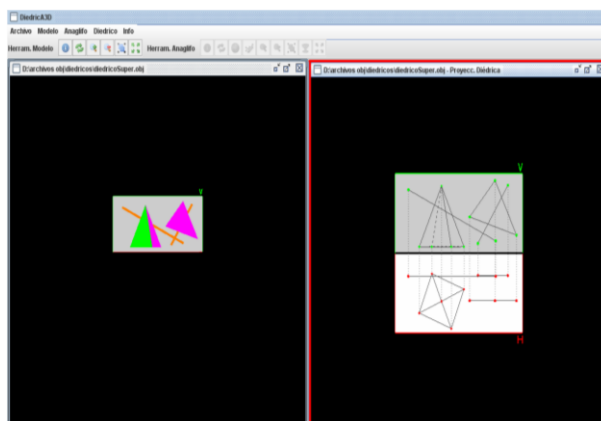 DiedricA3D
Archivo Modelo Anaglifo Diedrico Info
Herram. Modelo Herram. Anaglifo
D:\archivos obj\diedricos\diedricoSuper.obj
D:\archivos obj\diedricos\diedricoSuper.obj - Proyecc. Diédrica
V
V
H